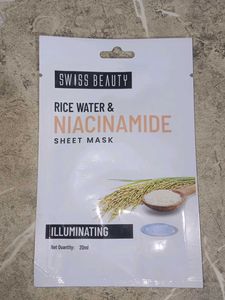 SWISS BEAUTY
RICE WATER &
NIACINAMIDE
SHEET MASK
ILLUMINATING
Net Quantity: 20ml